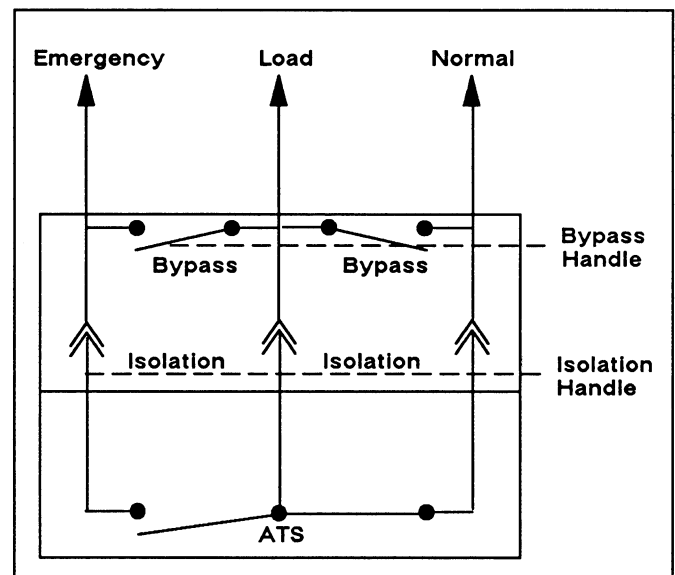 Emergency Load Normal
Bypass Bypass
Bypass
Handle
Isolation Isolation
Isolation
Handle
ATS